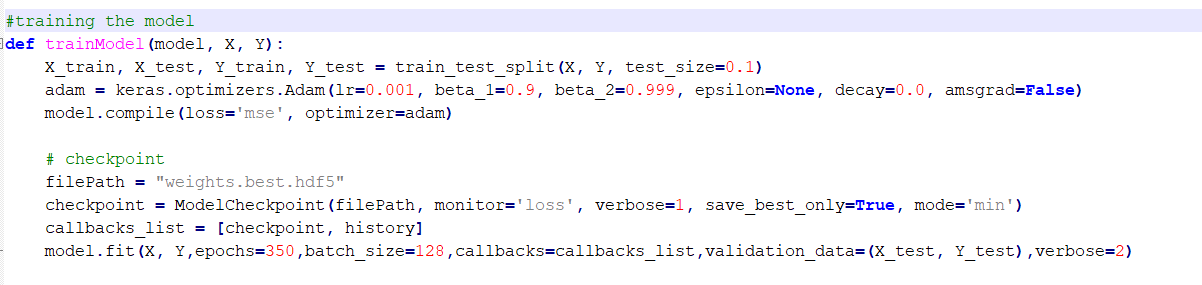 #training the model
def trainModel(model, X, Y):
    X_train, X_test, Y_train, Y_test = train_test_split(X, Y, test_size=0.1)
    adam = keras.optimizers.Adam(lr=0.001, beta_1=0.9, beta_2=0.999, epsilon=None, decay=0.0, amsgrad=False)
    model.compile(loss='mse', optimizer=adam)

    # checkpoint
    filePath = "weights.best.hdf5"
    checkpoint = ModelCheckpoint(filePath, monitor='loss', verbose=1, save_best_only=True, mode='min')
    callbacks_list = [checkpoint, history]
    model.fit(X, Y,epochs=350,batch_size=128,callbacks=callbacks_list,validation_data=(X_test, Y_test),verbose=2)